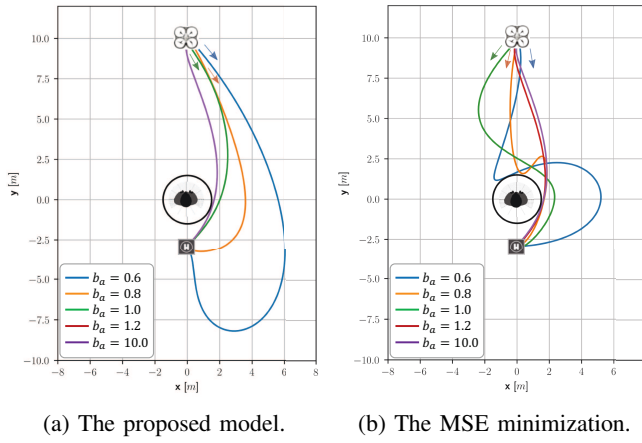 10.0
7.5
5.0
2.5
0.0
−2.5
−5.0
−7.5
−10.0
y [m]
H
b_a = 0.6
b_a = 0.8
b_a = 1.0
b_a = 1.2
b_a = 10.0
−8 −6 −4 −2 0 2 4 6 8
x [m]
(a) The proposed model.
10.0
7.5
5.0
2.5
0.0
−2.5
−5.0
−7.5
−10.0
y [m]
H
b_a = 0.6
b_a = 0.8
b_a = 1.0
b_a = 1.2
b_a = 10.0
−8 −6 −4 −2 0 2 4 6
x [m]
(b) The MSE minimization.